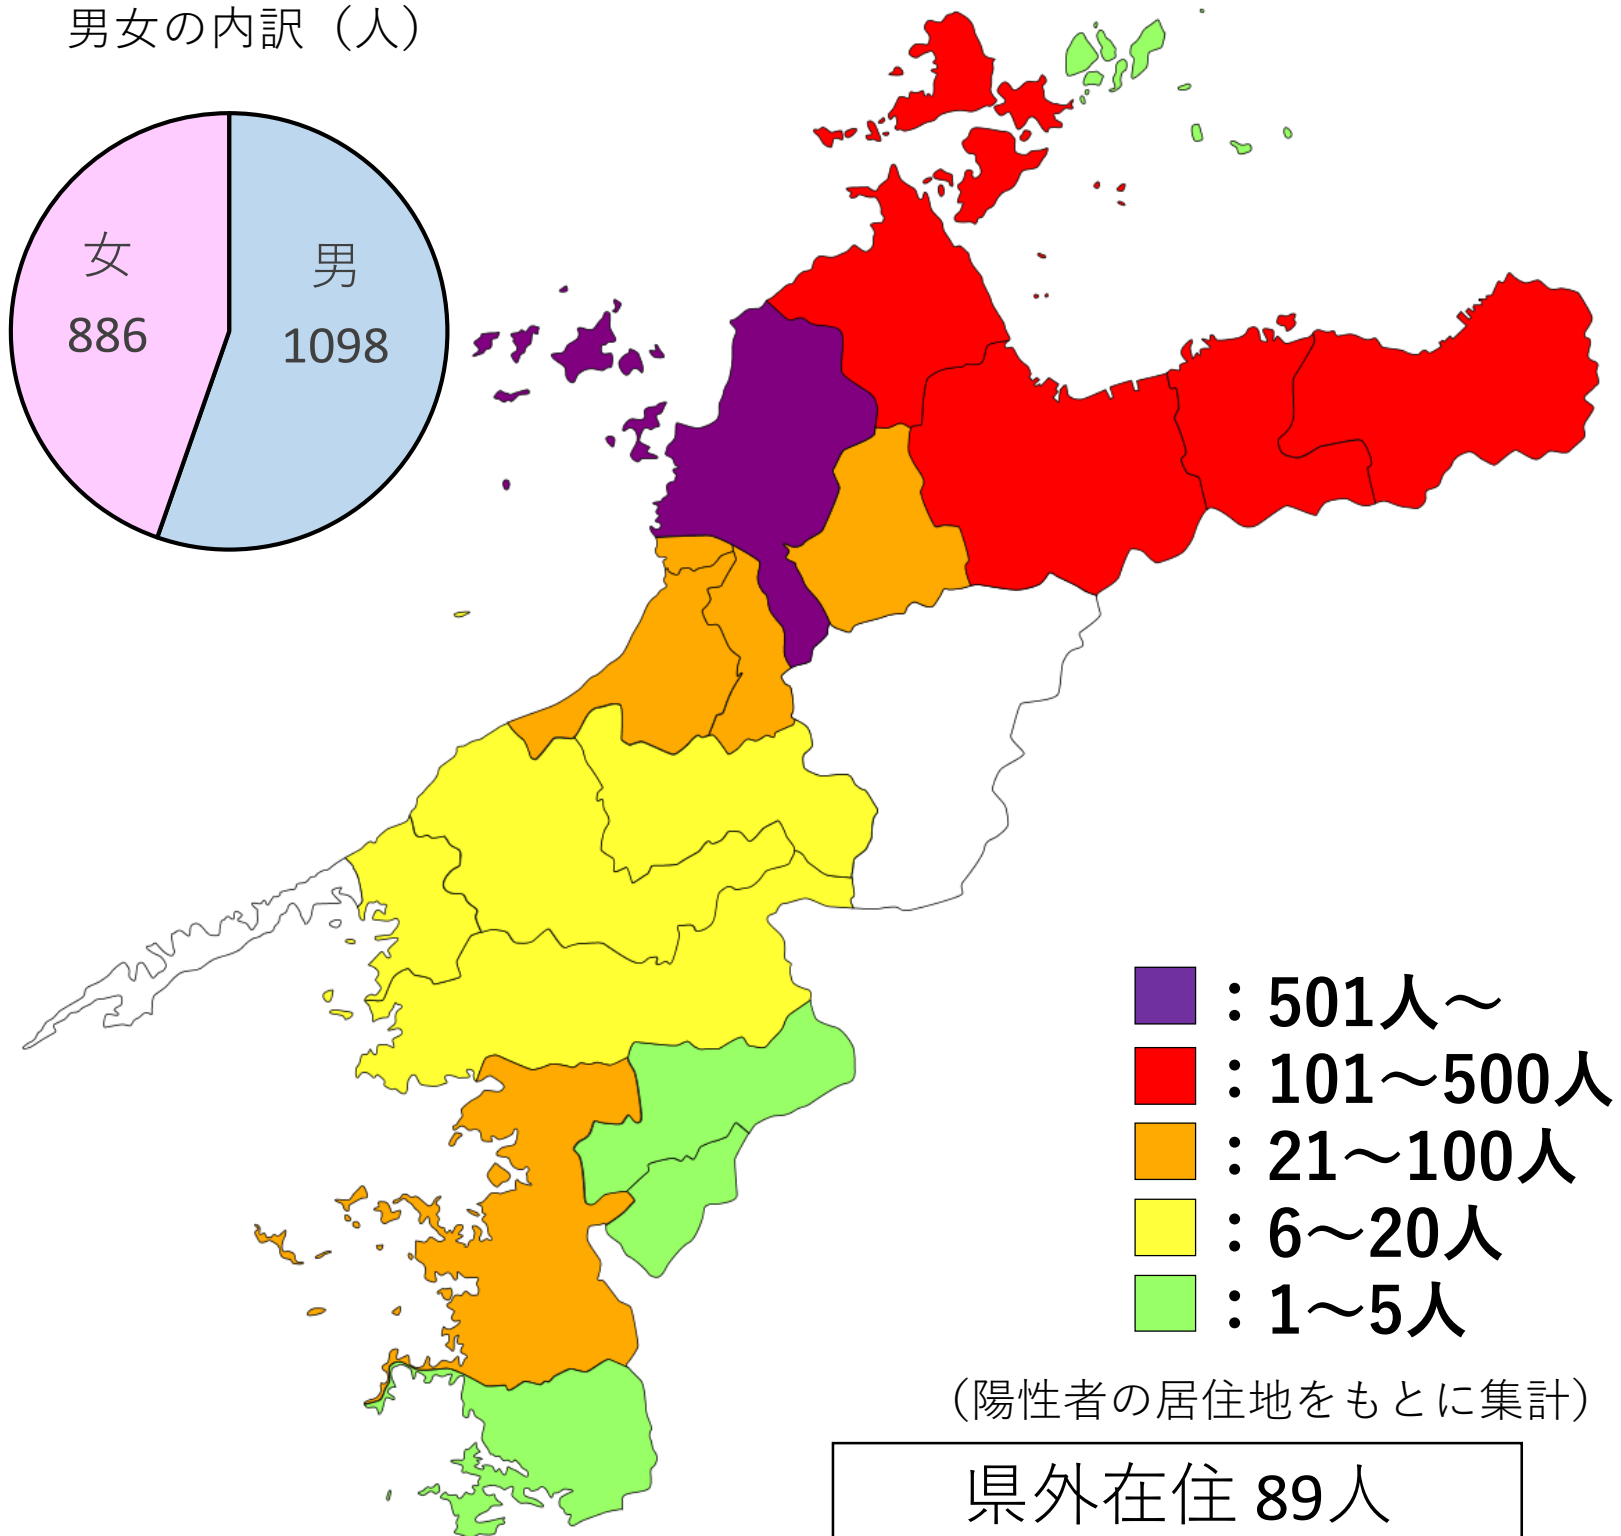 男女の内訳（人）
女
886
男
1098
：501人～
：101～500人
：21～100人
：6～20人
：1～5人
（陽性者の居住地をもとに集計）
県外在住 89人